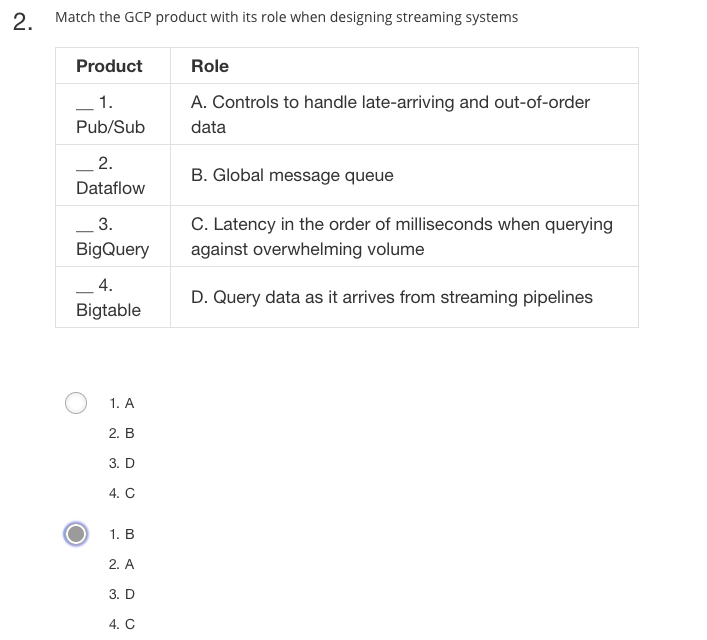 2. Match the GCP product with its role when designing streaming systems
Product Role
__ 1. A. Controls to handle late-arriving and out-of-order
Pub/Sub data
__ 2.
Dataflow B. Global message queue
__ 3. C. Latency in the order of milliseconds when querying
BigQuery against overwhelming volume
__ 4.
Bigtable D. Query data as it arrives from streaming pipelines
1. A
2. B
3. D
4. C
1. B
2. A
3. D
4. C